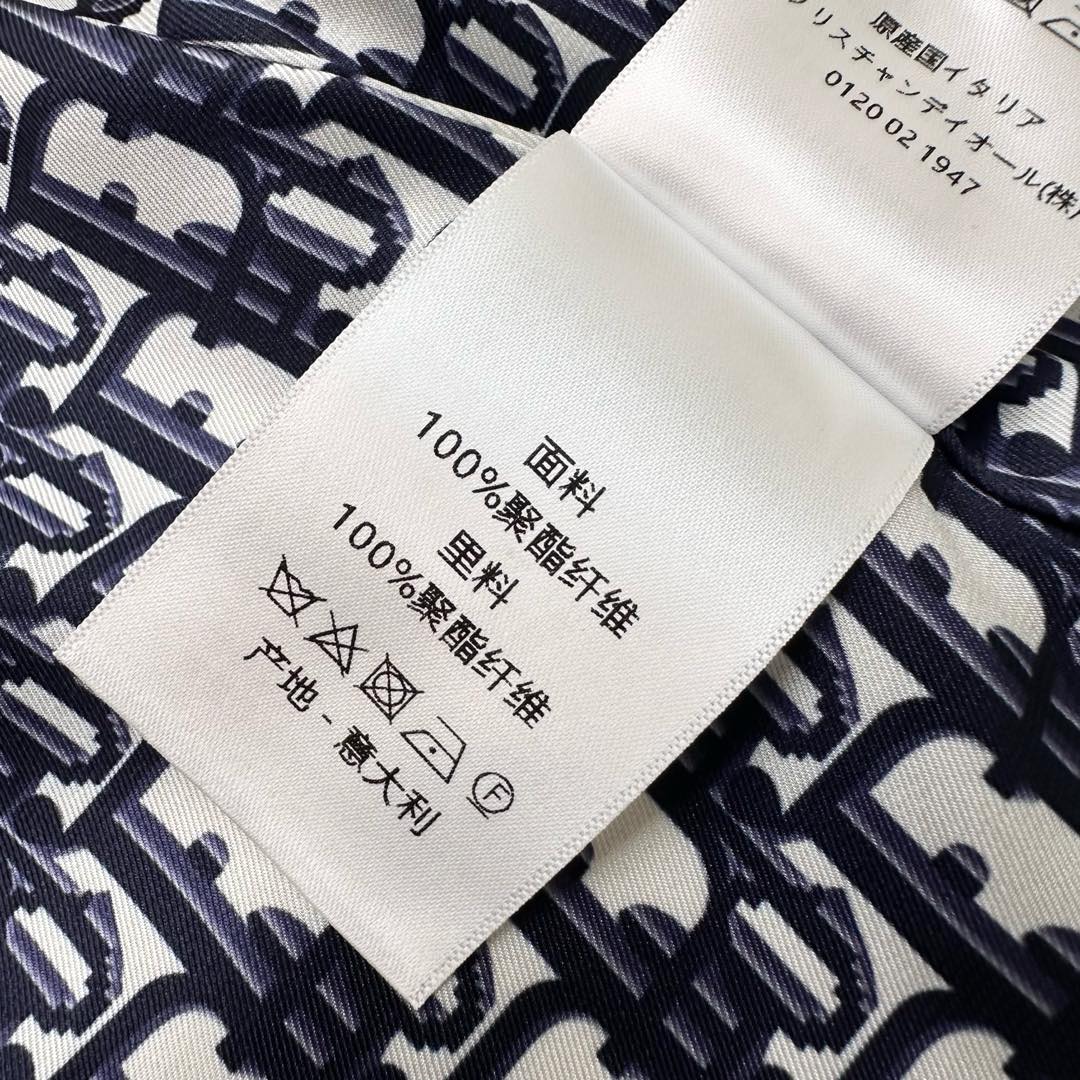 原産国イタリア
クリスチャンディオール(株)
0120 02 1947
面料
100%聚酯纤维
里料
100%聚酯纤维
F
产地 - 意大利